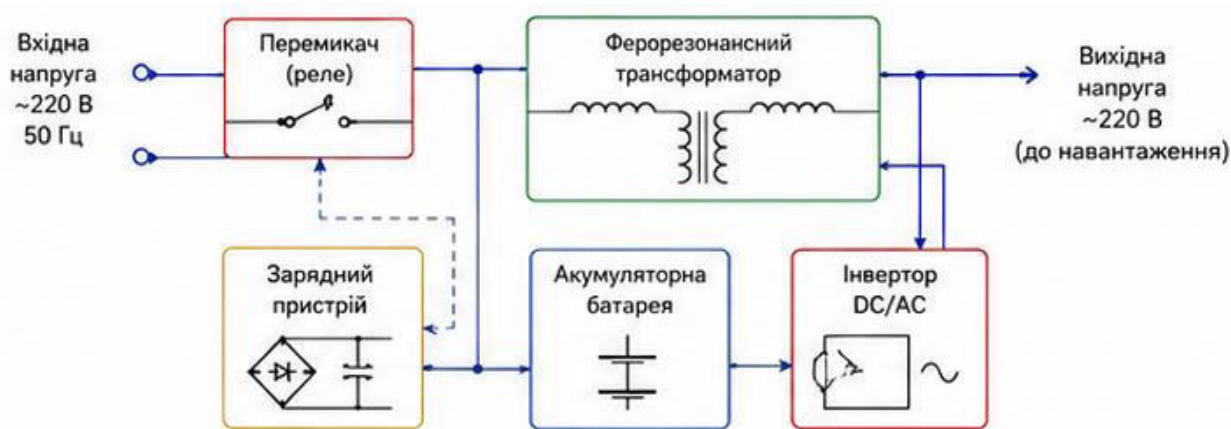 Вхідна
напруга
~220 В
50 Гц
Перемикач
(реле)
Ферорезонансний
трансформатор
Вихідна
напруга
~220 В
(до навантаження)
Зарядний
пристрій
Акумуляторна
батарея
Інвертор
DC/AC